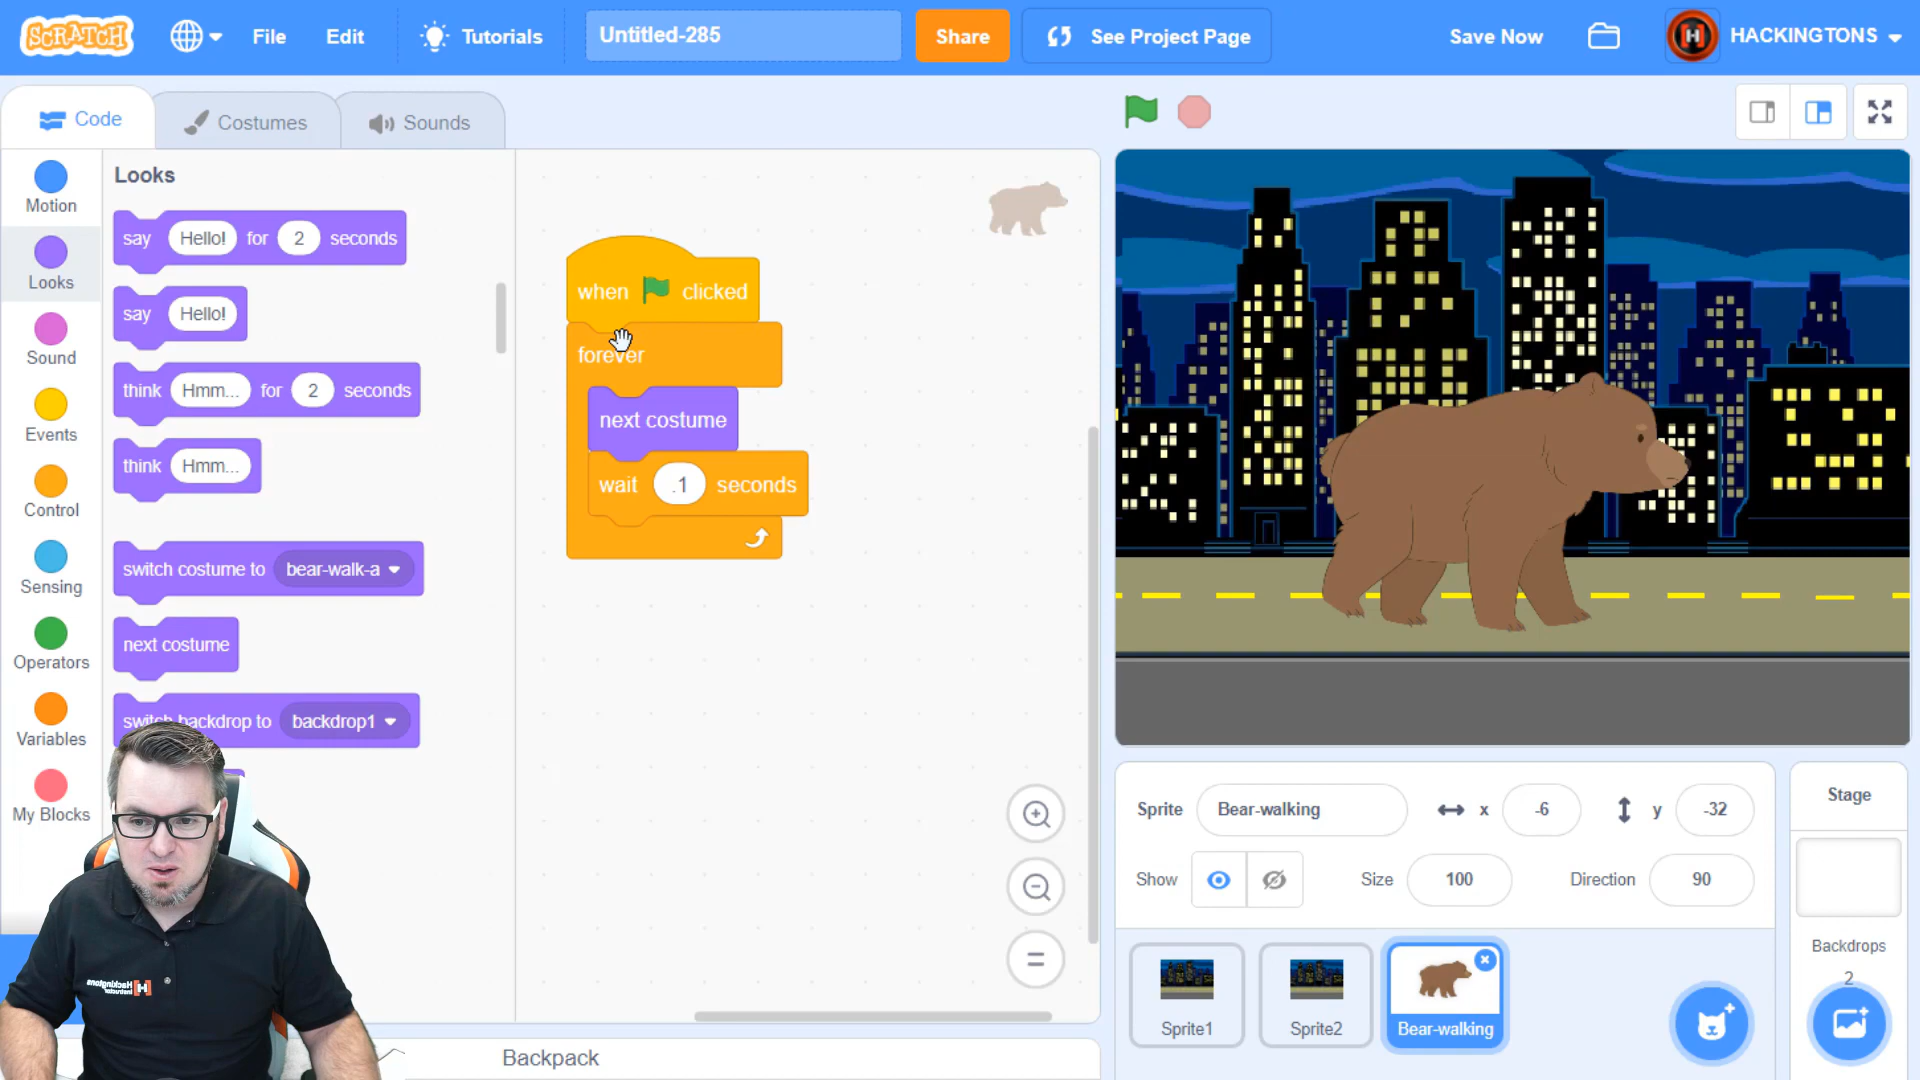 SCRATCH
File
Edit
Tutorials
Untitled-285
Share
See Project Page
Save Now
HACKINGTONS
Code
Costumes
Sounds
Motion
Looks
Sound
Events
Control
Sensing
Operators
Variables
My Blocks
Looks
say Hello! for 2 seconds
say Hello!
think Hmm... for 2 seconds
think Hmm...
switch costume to bear-walk-a
next costume
switch backdrop to backdrop1
when clicked
forever
next costume
wait .1 seconds
Sprite Bear-walking x -6 y -32
Show Size 100 Direction 90
Sprite1
Sprite2
Bear-walking
Stage
Backdrops
2
Backpack
Hackingtons
Instructor
H